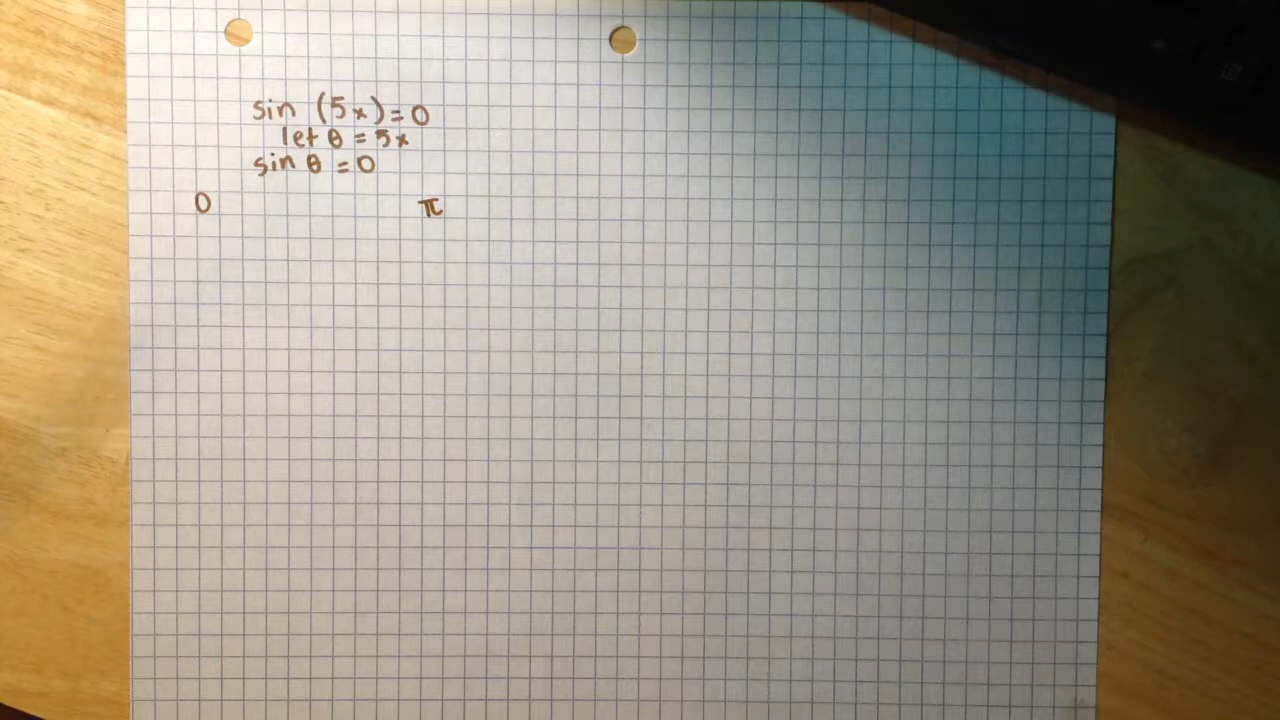 sin (5x)=0
let θ = 5x
sin θ = 0
0 π